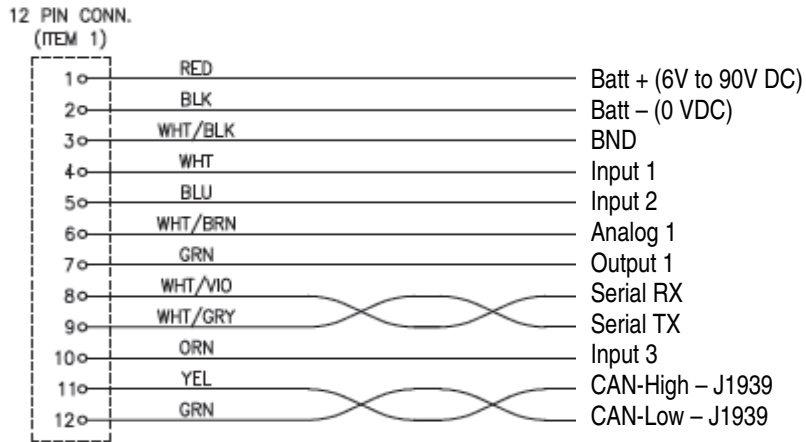 12 PIN CONN.
(ITEM 1)
1 RED Batt + (6V to 90V DC)
2 BLK Batt – (0 VDC)
3 WHT/BLK BND
4 WHT Input 1
5 BLU Input 2
6 WHT/BRN Analog 1
7 GRN Output 1
8 WHT/VIO Serial RX
9 WHT/GRY Serial TX
10 ORN Input 3
11 YEL CAN-High – J1939
12 GRN CAN-Low – J1939